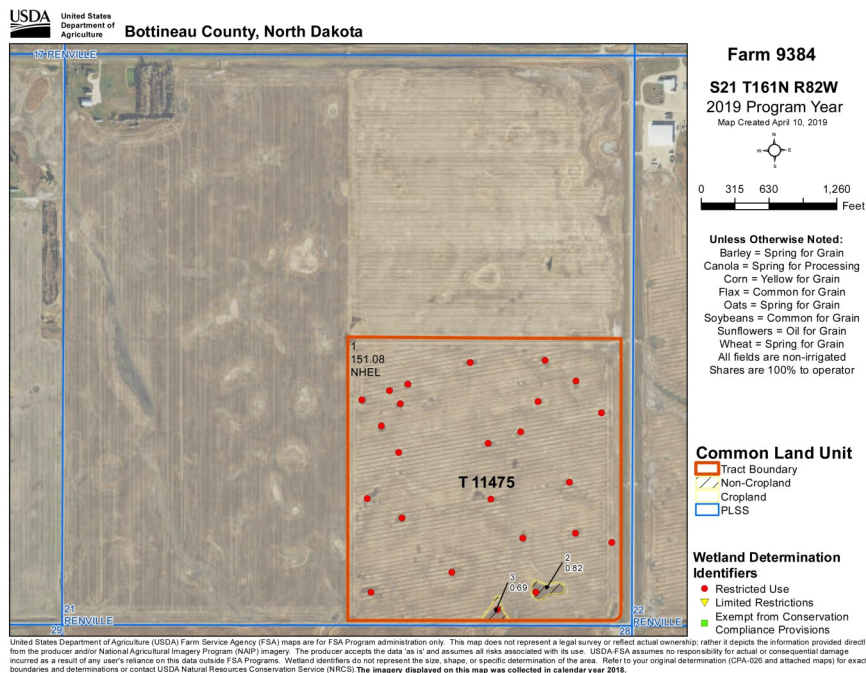 USDA
United States
Department of
Agriculture
Bottineau County, North Dakota
Farm 9384
S21 T161N R82W
2019 Program Year
Map Created April 10, 2019
N
W E
S
0 315 630 1,260
Feet
Unless Otherwise Noted:
Barley = Spring for Grain
Canola = Spring for Processing
Corn = Yellow for Grain
Flax = Common for Grain
Oats = Spring for Grain
Soybeans = Common for Grain
Sunflowers = Oil for Grain
Wheat = Spring for Grain
All fields are non-irrigated
Shares are 100% to operator
Common Land Unit
Tract Boundary
Non-Cropland
Cropland
PLSS
Wetland Determination
Identifiers
Restricted Use
Limited Restrictions
Exempt from Conservation
Compliance Provisions
17 RENVILLE
1
151.08
NHEL
T 11475
2
0.82
3
0.69
21
RENVILLE
29
22
RENVILLE
28
United States Department of Agriculture (USDA) Farm Service Agency (FSA) maps are for FSA Program administration only. This map does not represent a legal survey or reflect actual ownership; rather it depicts the information provided directl
from the producer and/or National Agricultural Imagery Program (NAIP) imagery. The producer accepts the data 'as is' and assumes all risks associated with its use. USDA-FSA assumes no responsibility for actual or consequential damage
incurred as a result of any user's reliance on this data outside FSA Programs. Wetland identifiers do not represent the size, shape, or specific determination of the area. Refer to your original determination (CPA-026 and attached maps) for exac
boundaries and determinations or contact USDA Natural Resources Conservation Service (NRCS). The imagery displayed on this map was collected in calendar year 2018.